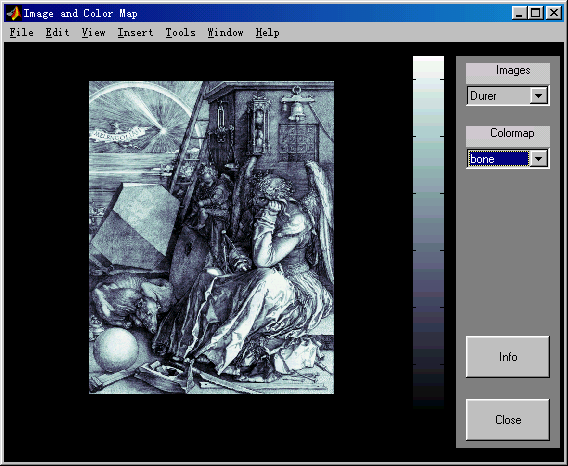 Image and Color Map
File Edit View Insert Tools Window Help
Images
Durer
Colormap
bone
Info
Close